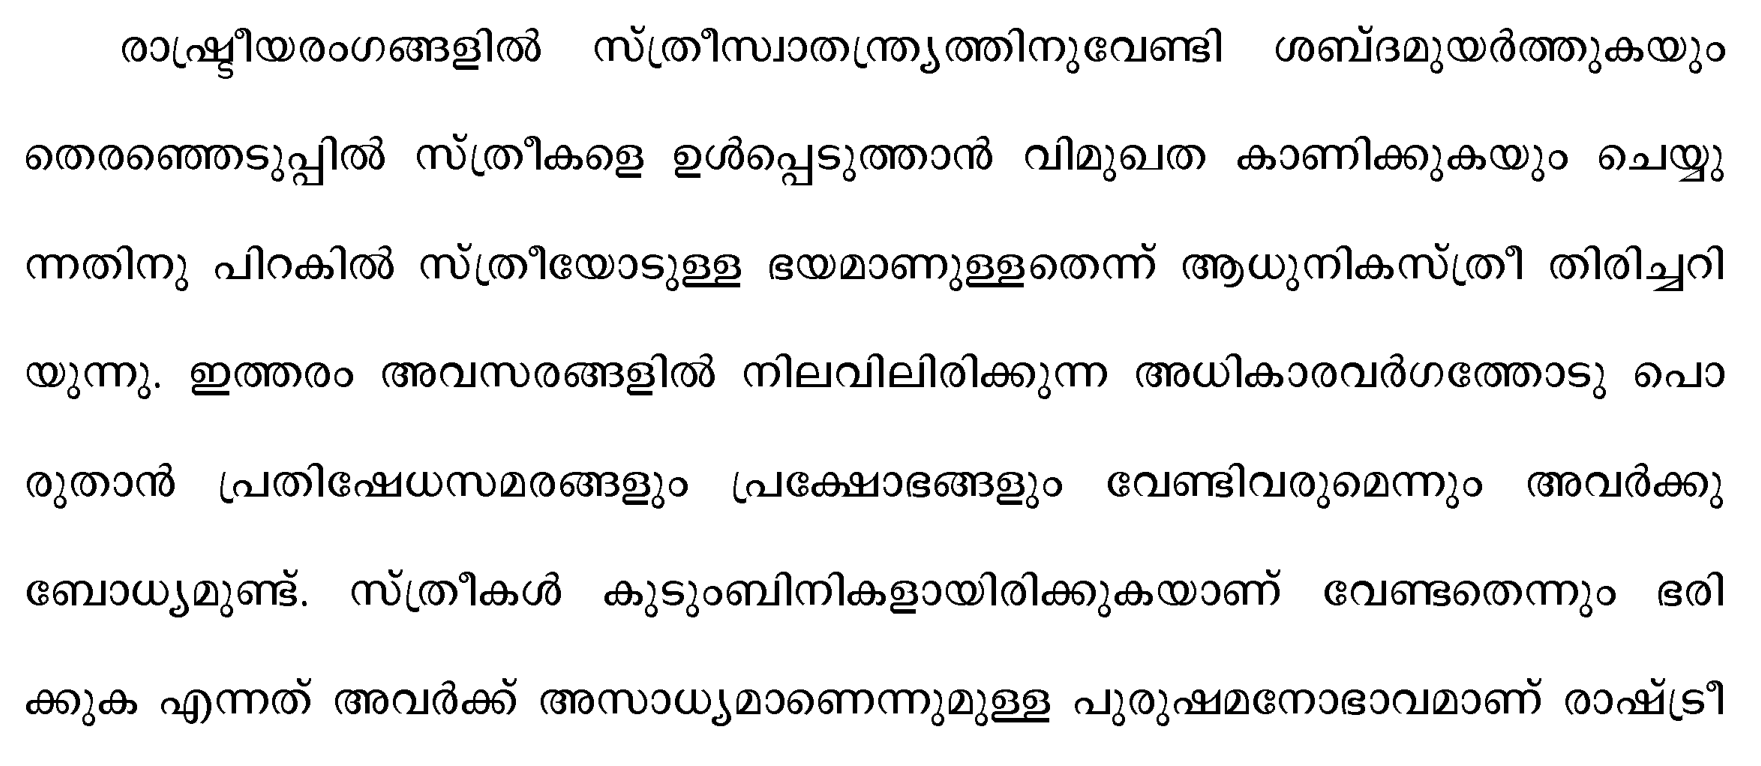 രാഷ്ട്രീയരംഗങ്ങളിൽ സ്ത്രീസ്വാതന്ത്ര്യത്തിനുവേണ്ടി ശബ്ദമുയർത്തുകയും
തെരഞ്ഞെടുപ്പിൽ സ്ത്രീകളെ ഉൾപ്പെടുത്താൻ വിമുഖത കാണിക്കുകയും ചെയ്യു
ന്നതിനു പിറകിൽ സ്ത്രീയോടുള്ള ഭയമാണുള്ളതെന്ന് ആധുനികസ്ത്രീ തിരിച്ചറി
യുന്നു. ഇത്തരം അവസരങ്ങളിൽ നിലവിലിരിക്കുന്ന അധികാരവർഗത്തോടു പൊ
രുതാൻ പ്രതിഷേധസമരങ്ങളും പ്രക്ഷോഭങ്ങളും വേണ്ടിവരുമെന്നും അവർക്കു
ബോധ്യമുണ്ട്. സ്ത്രീകൾ കുടുംബിനികളായിരിക്കുകയാണ് വേണ്ടതെന്നും ഭരി
ക്കുക എന്നത് അവർക്ക് അസാധ്യമാണെന്നുമുള്ള പുരുഷമനോഭാവമാണ് രാഷ്ട്രീ